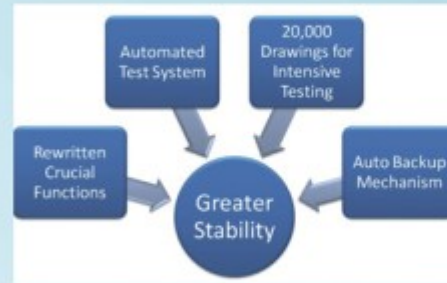 Automated
Test System
20,000
Drawings for
Intensive
Testing
Rewritten
Crucial
Functions
Auto Backup
Mechanism
Greater
Stability